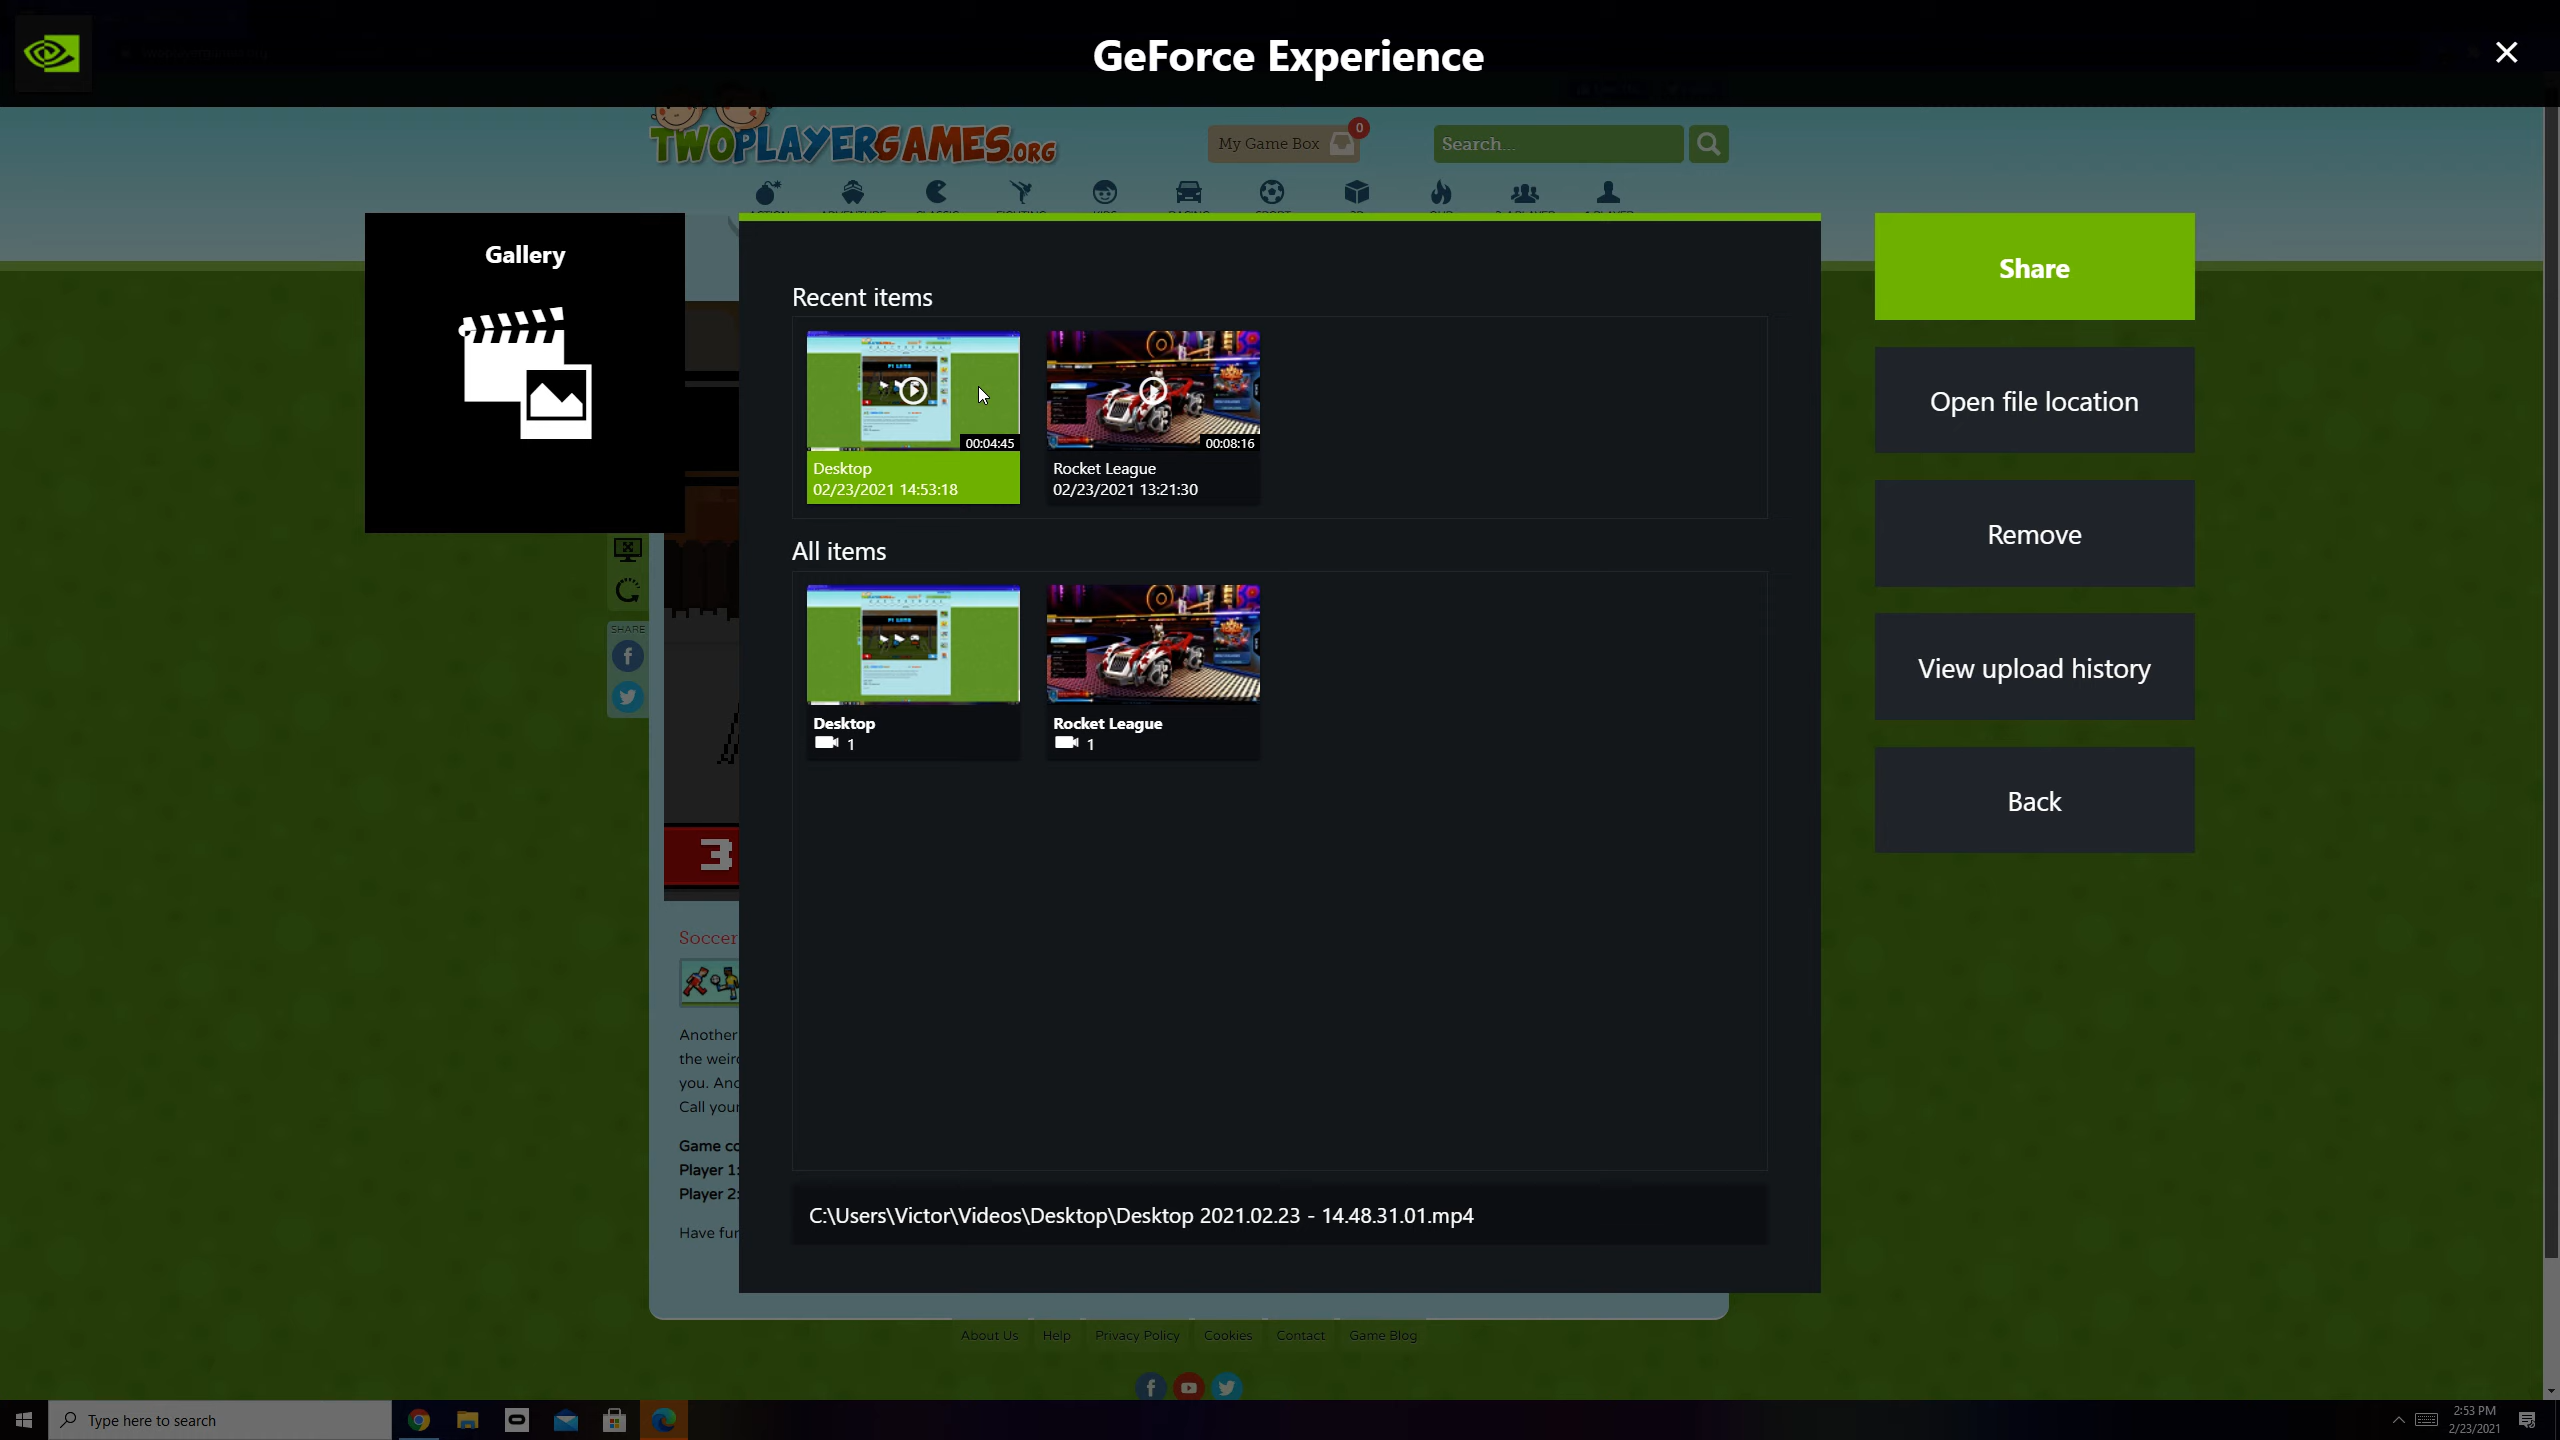 GeForce Experience
TWOPLAYERGAMES.ORG
My Game Box
0
Search...
Gallery
Share
Open file location
Remove
View upload history
Back
Recent items
00:04:45
Desktop
02/23/2021 14:53:18
00:08:16
Rocket League
02/23/2021 13:21:30
All items
Desktop
1
Rocket League
1
C:\Users\Victor\Videos\Desktop\Desktop 2021.02.23 - 14.48.31.01.mp4
SHARE
3
Soccer
Another
the
you.
Call
Game
Player 1:
Player 2:
Have
About Us
Help
Privacy Policy
Cookies
Contact
Game Blog
Type here to search
2:53 PM
2/23/2021